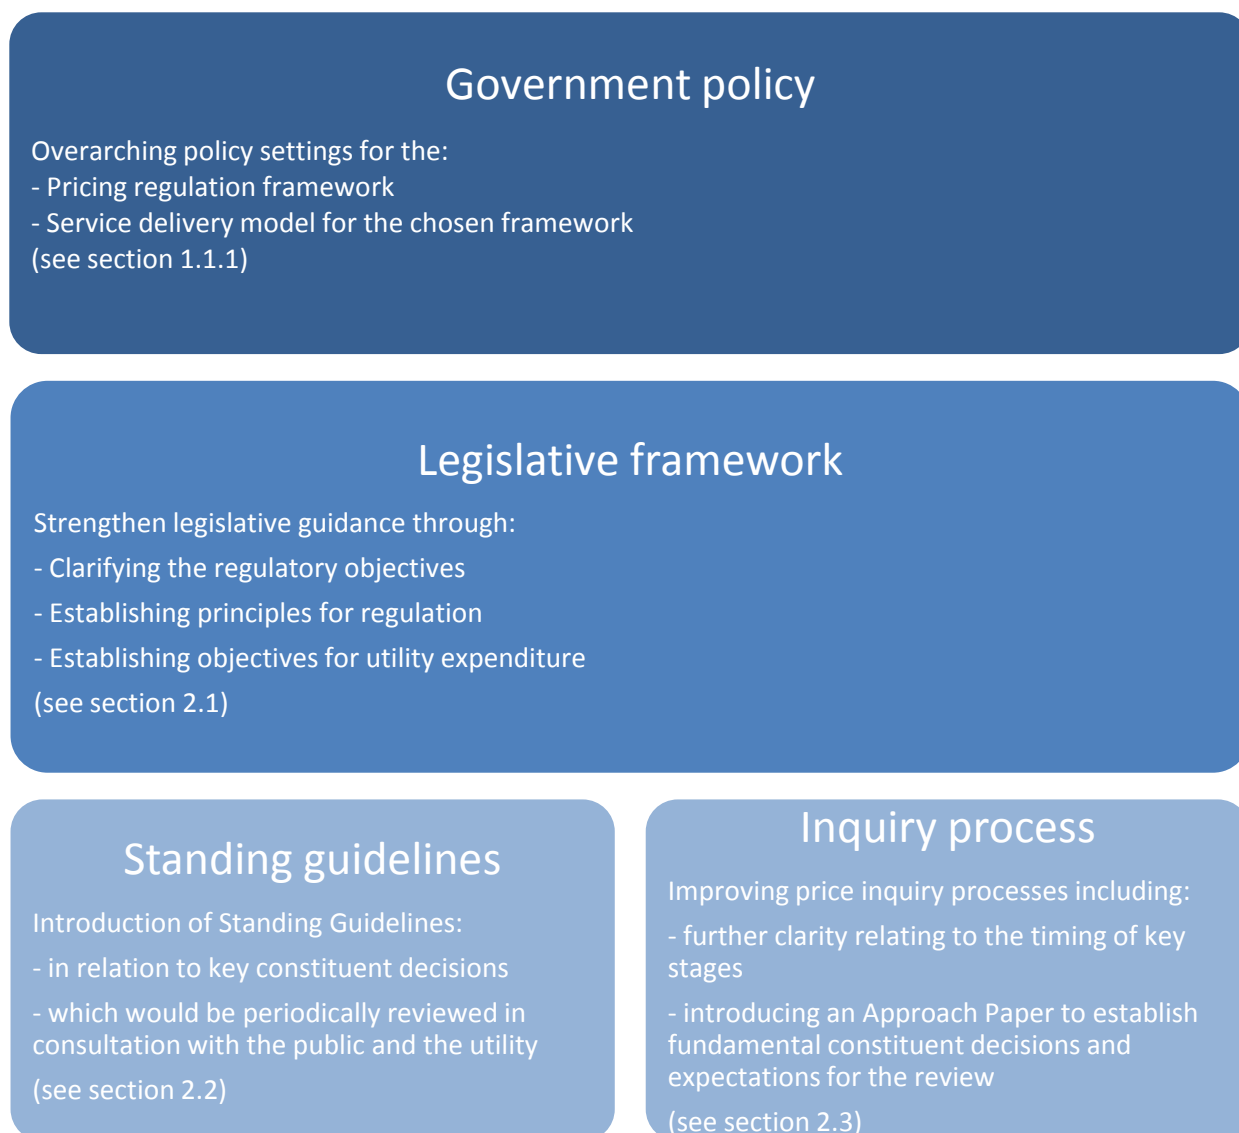 Government policy
Overarching policy settings for the:
- Pricing regulation framework
- Service delivery model for the chosen framework
(see section 1.1.1)
Legislative framework
Strengthen legislative guidance through:
- Clarifying the regulatory objectives
- Establishing principles for regulation
- Establishing objectives for utility expenditure
(see section 2.1)
Standing guidelines
Introduction of Standing Guidelines:
- in relation to key constituent decisions
- which would be periodically reviewed in
consultation with the public and the utility
(see section 2.2)
Inquiry process
Improving price inquiry processes including:
- further clarity relating to the timing of key
stages
- introducing an Approach Paper to establish
fundamental constituent decisions and
expectations for the review
(see section 2.3)